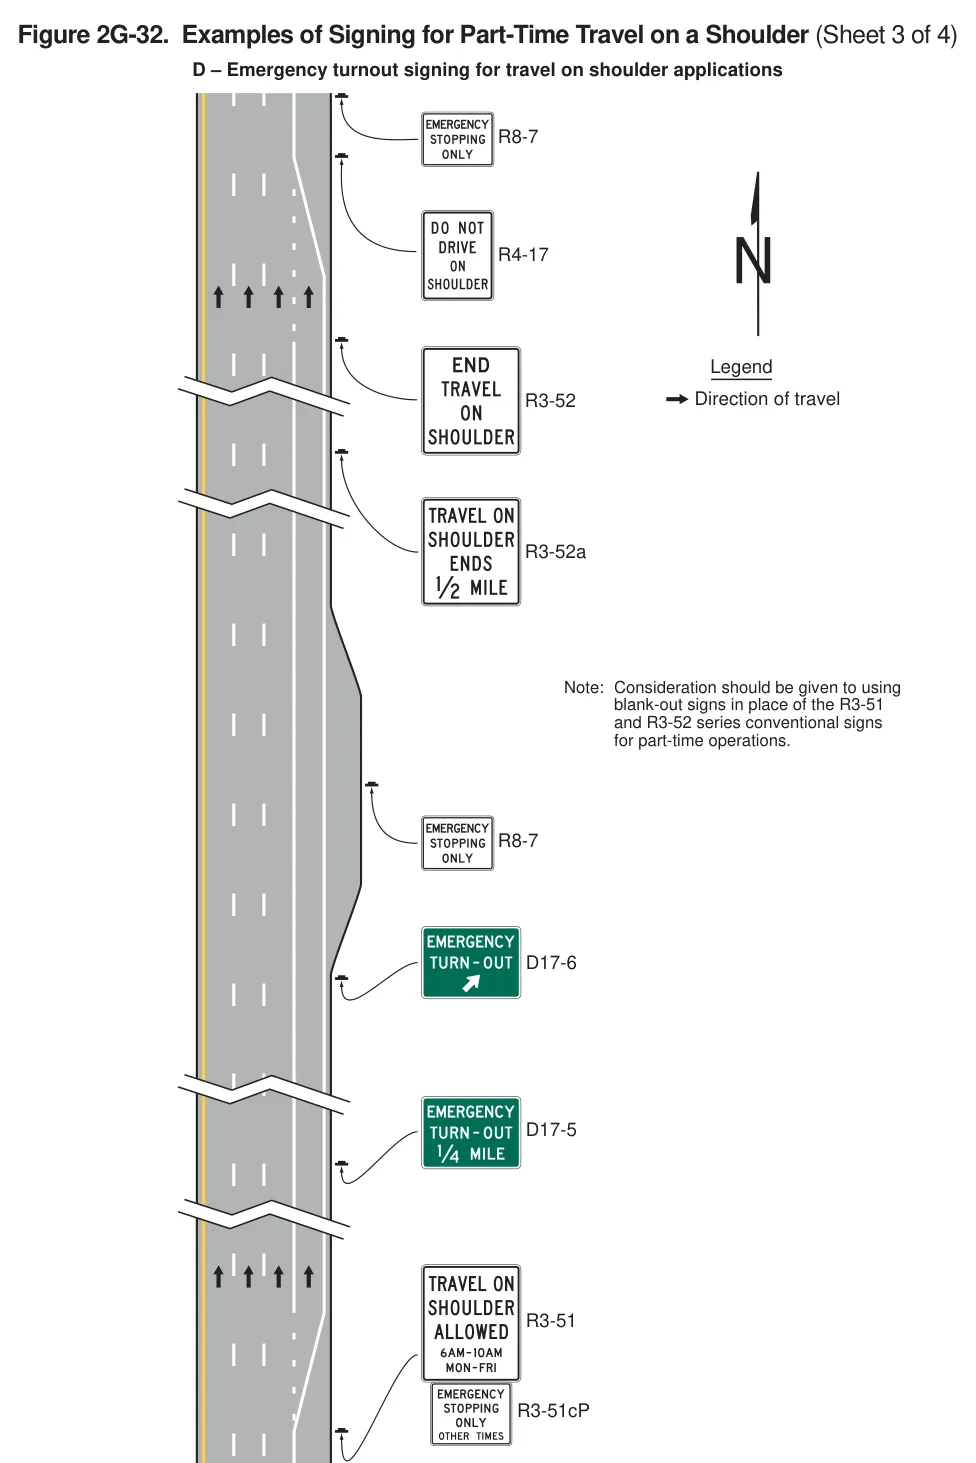 Figure 2G-32. Examples of Signing for Part-Time Travel on a Shoulder (Sheet 3 of 4)
D – Emergency turnout signing for travel on shoulder applications
EMERGENCY
STOPPING
ONLY
R8-7
DO NOT
DRIVE
ON
SHOULDER
R4-17
N
END
TRAVEL
ON
SHOULDER
R3-52
Legend
Direction of travel
TRAVEL ON
SHOULDER
ENDS
1/2 MILE
R3-52a
Note: Consideration should be given to using
blank-out signs in place of the R3-51
and R3-52 series conventional signs
for part-time operations.
EMERGENCY
STOPPING
ONLY
R8-7
EMERGENCY
TURN-OUT
D17-6
EMERGENCY
TURN-OUT
1/4 MILE
D17-5
TRAVEL ON
SHOULDER
ALLOWED
6AM-10AM
MON-FRI
R3-51
EMERGENCY
STOPPING
ONLY
OTHER TIMES
R3-51cP